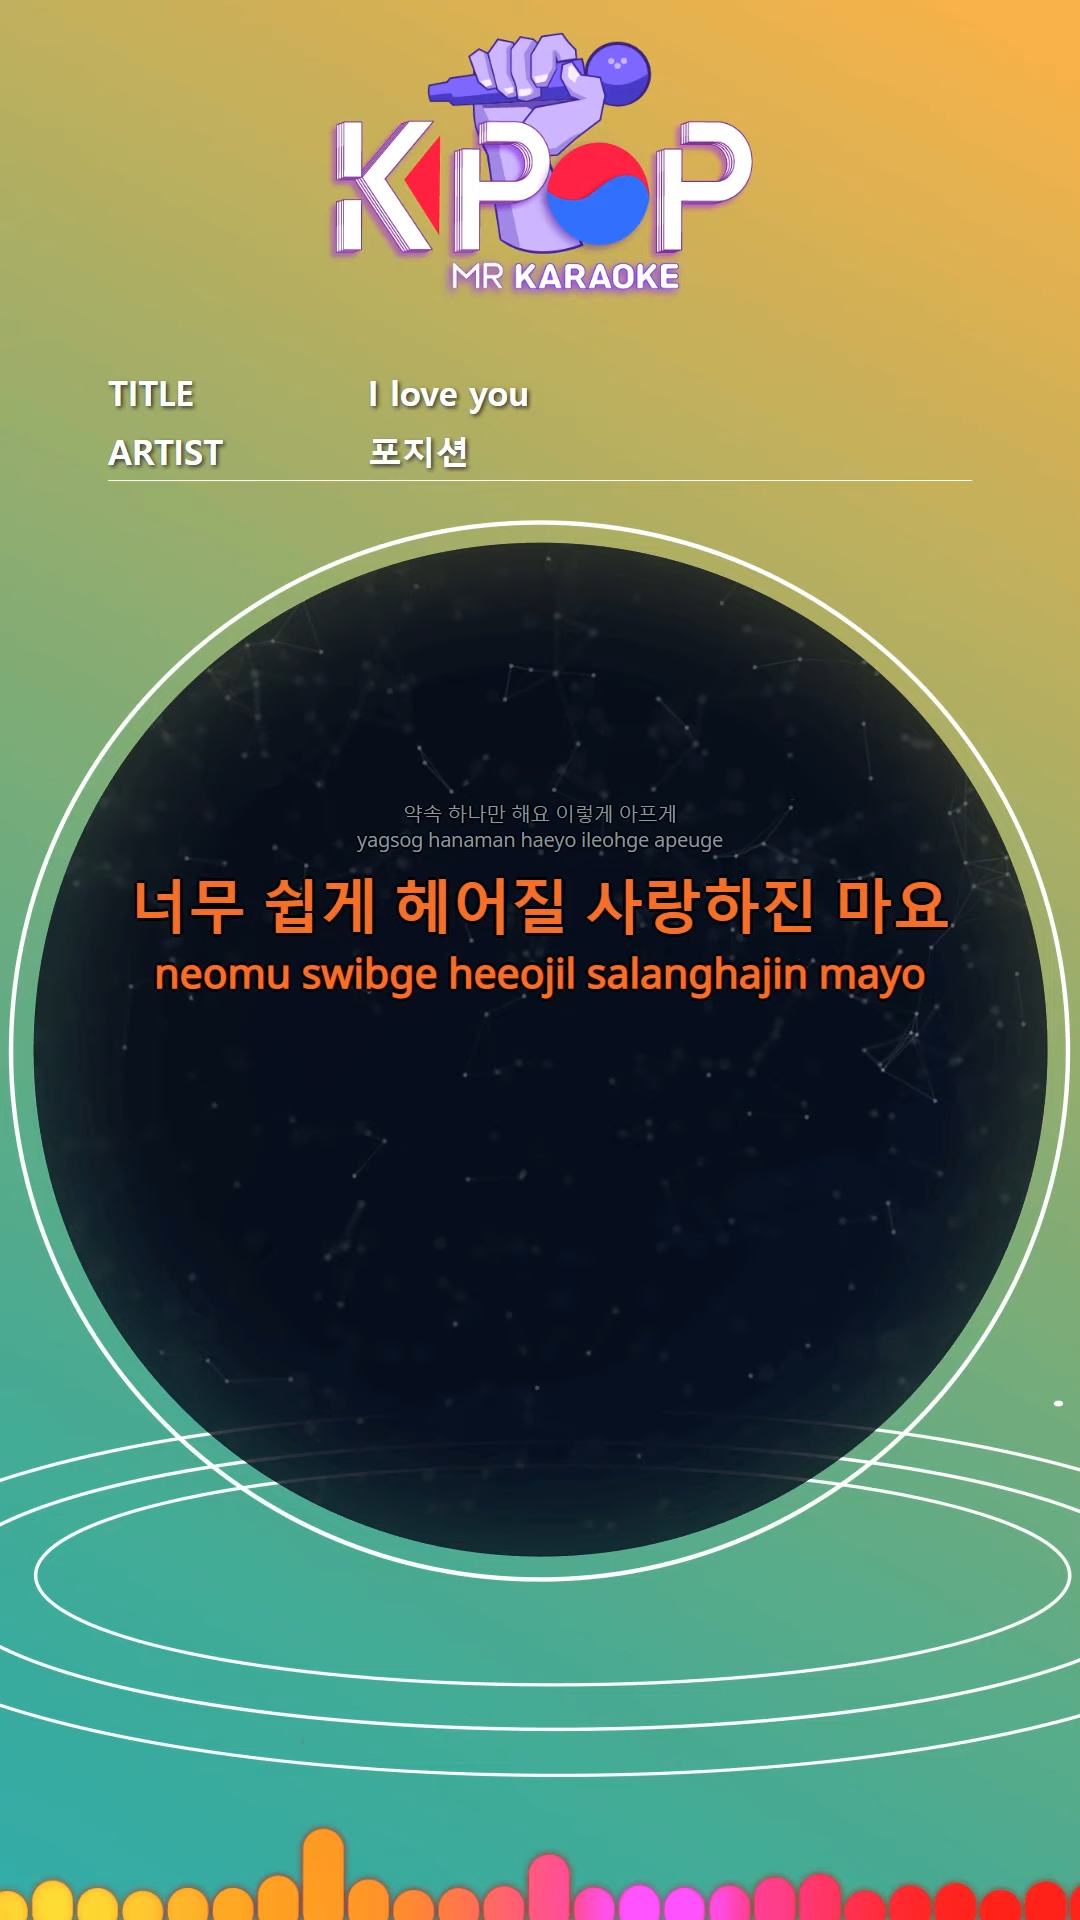 KPOP
MR KARAOKE
TITLE I love you
ARTIST 포지션
약속 하나만 해요 이렇게 아프게
yagsog hanaman haeyo ileohge apeuge
너무 쉽게 헤어질 사랑하진 마요
neomu swibge heeojil salanghajin mayo